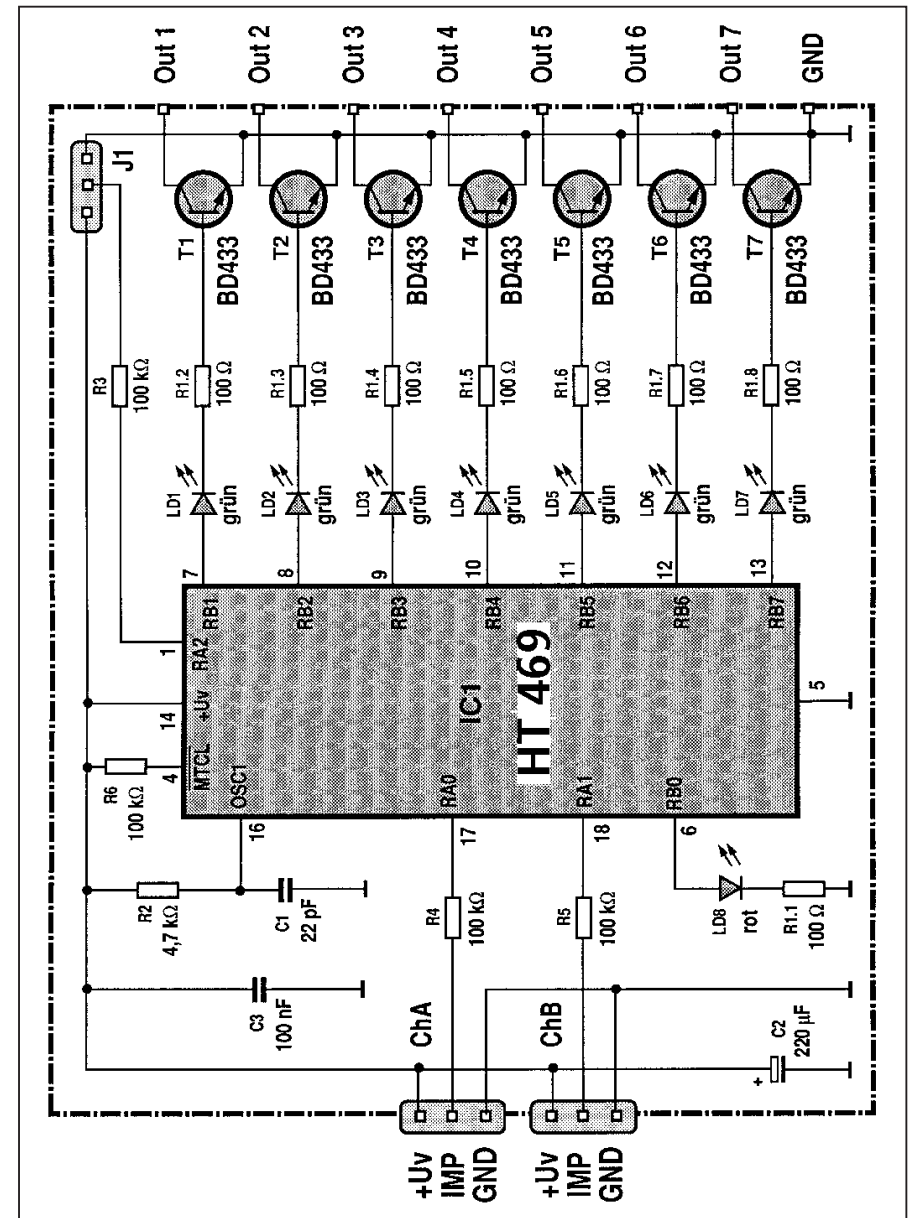 Out 1
Out 2
Out 3
Out 4
Out 5
Out 6
Out 7
GND
J1
T1
BD433
T2
BD433
T3
BD433
T4
BD433
T5
BD433
T6
BD433
T7
BD433
R3
100 kΩ
R1.2
100 Ω
R1.3
100 Ω
R1.4
100 Ω
R1.5
100 Ω
R1.6
100 Ω
R1.7
100 Ω
R1.8
100 Ω
LD1
grün
LD2
grün
LD3
grün
LD4
grün
LD5
grün
LD6
grün
LD7
grün
7
8
9
10
11
12
13
1
14
4
RA2
+Uv
MTCL
RB1
RB2
RB3
RB4
RB5
RB6
RB7
IC1
HT 469
5
OSC1
RA0
RA1
RB0
16
17
18
6
R6
100 kΩ
R2
4,7 kΩ
C1
22 pF
R4
100 kΩ
R5
100 kΩ
LD8
rot
R1.1
100 Ω
C3
100 nF
ChA
ChB
+
C2
220 µF
+Uv
IMP
GND
+Uv
IMP
GND